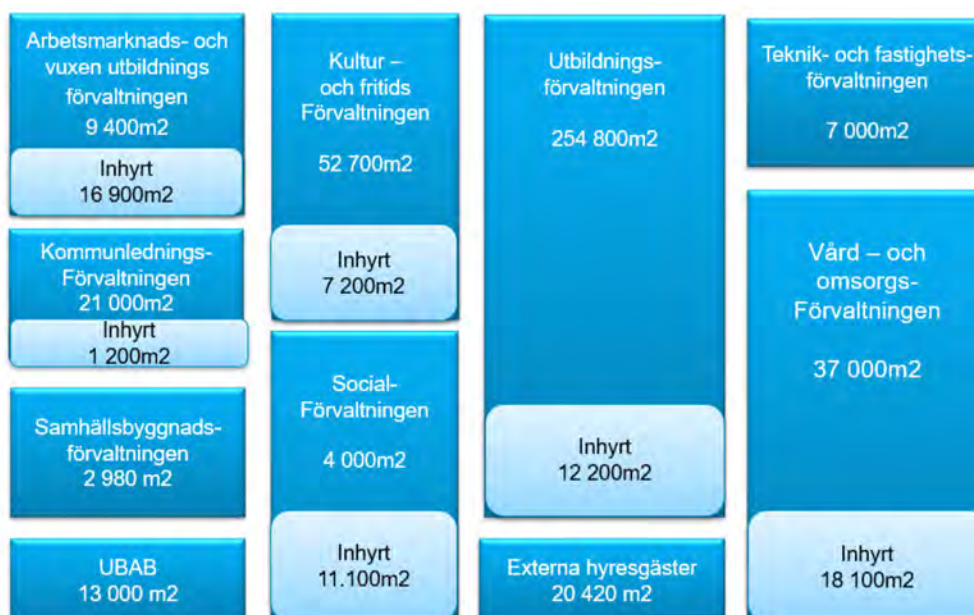 Arbetsmarknads- och
vuxen utbildnings
förvaltningen
9 400m2
Inhyrt
16 900m2
Kommunlednings-
Förvaltningen
21 000m2
Inhyrt
1 200m2
Samhällsbyggnads-
förvaltningen
2 980 m2
UBAB
13 000 m2
Kultur –
och fritids
Förvaltningen
52 700m2
Inhyrt
7 200m2
Social-
Förvaltningen
4 000m2
Inhyrt
11.100m2
Utbildnings-
förvaltningen
254 800m2
Inhyrt
12 200m2
Externa hyresgäster
20 420 m2
Teknik- och fastighets-
förvaltningen
7 000m2
Vård – och
omsorgs-
Förvaltningen
37 000m2
Inhyrt
18 100m2